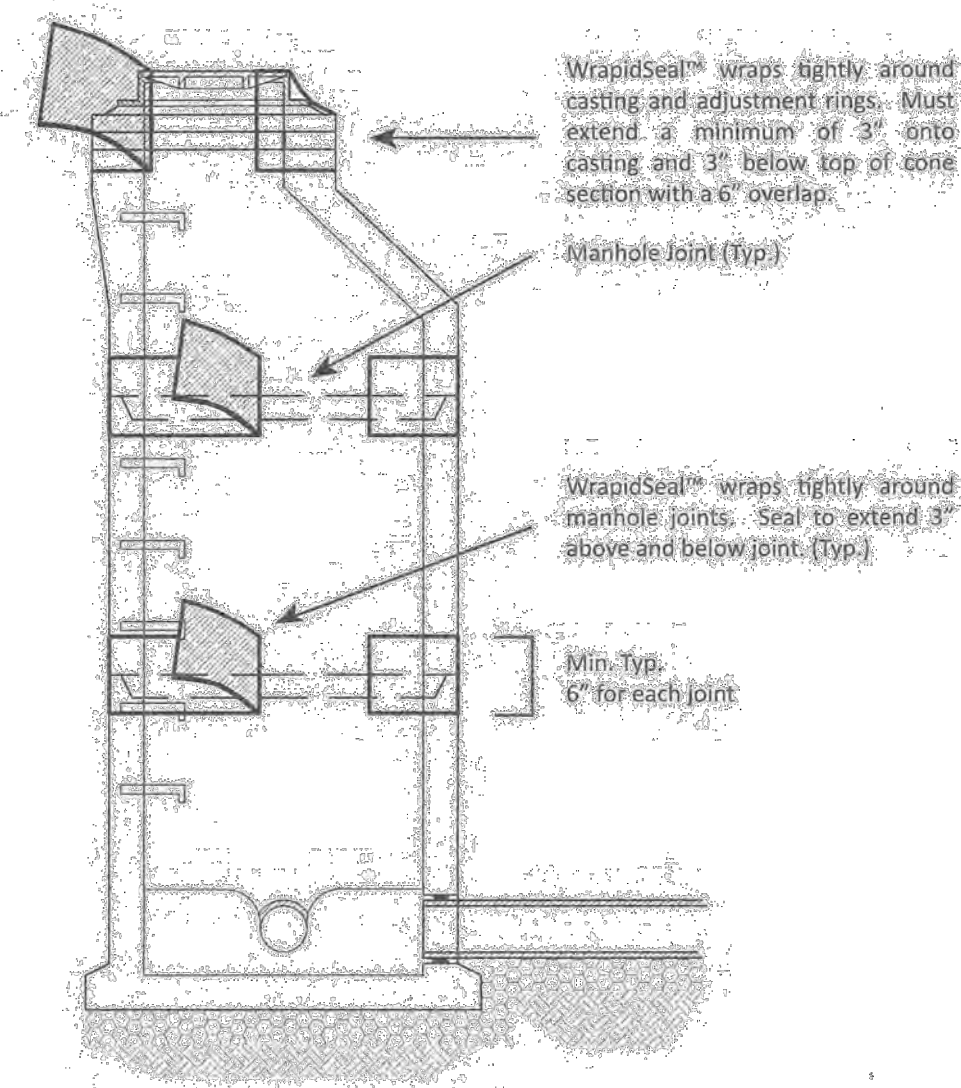 WrapidSeal™ wraps tightly around
casting and adjustment rings. Must
extend a minimum of 3" onto
casting and 3" below top of cone
section with a 6" overlap.
Manhole Joint (Typ.)
WrapidSeal™ wraps tightly around
manhole joints. Seal to extend 3"
above and below joint. (Typ.)
Min. Typ.
6" for each joint